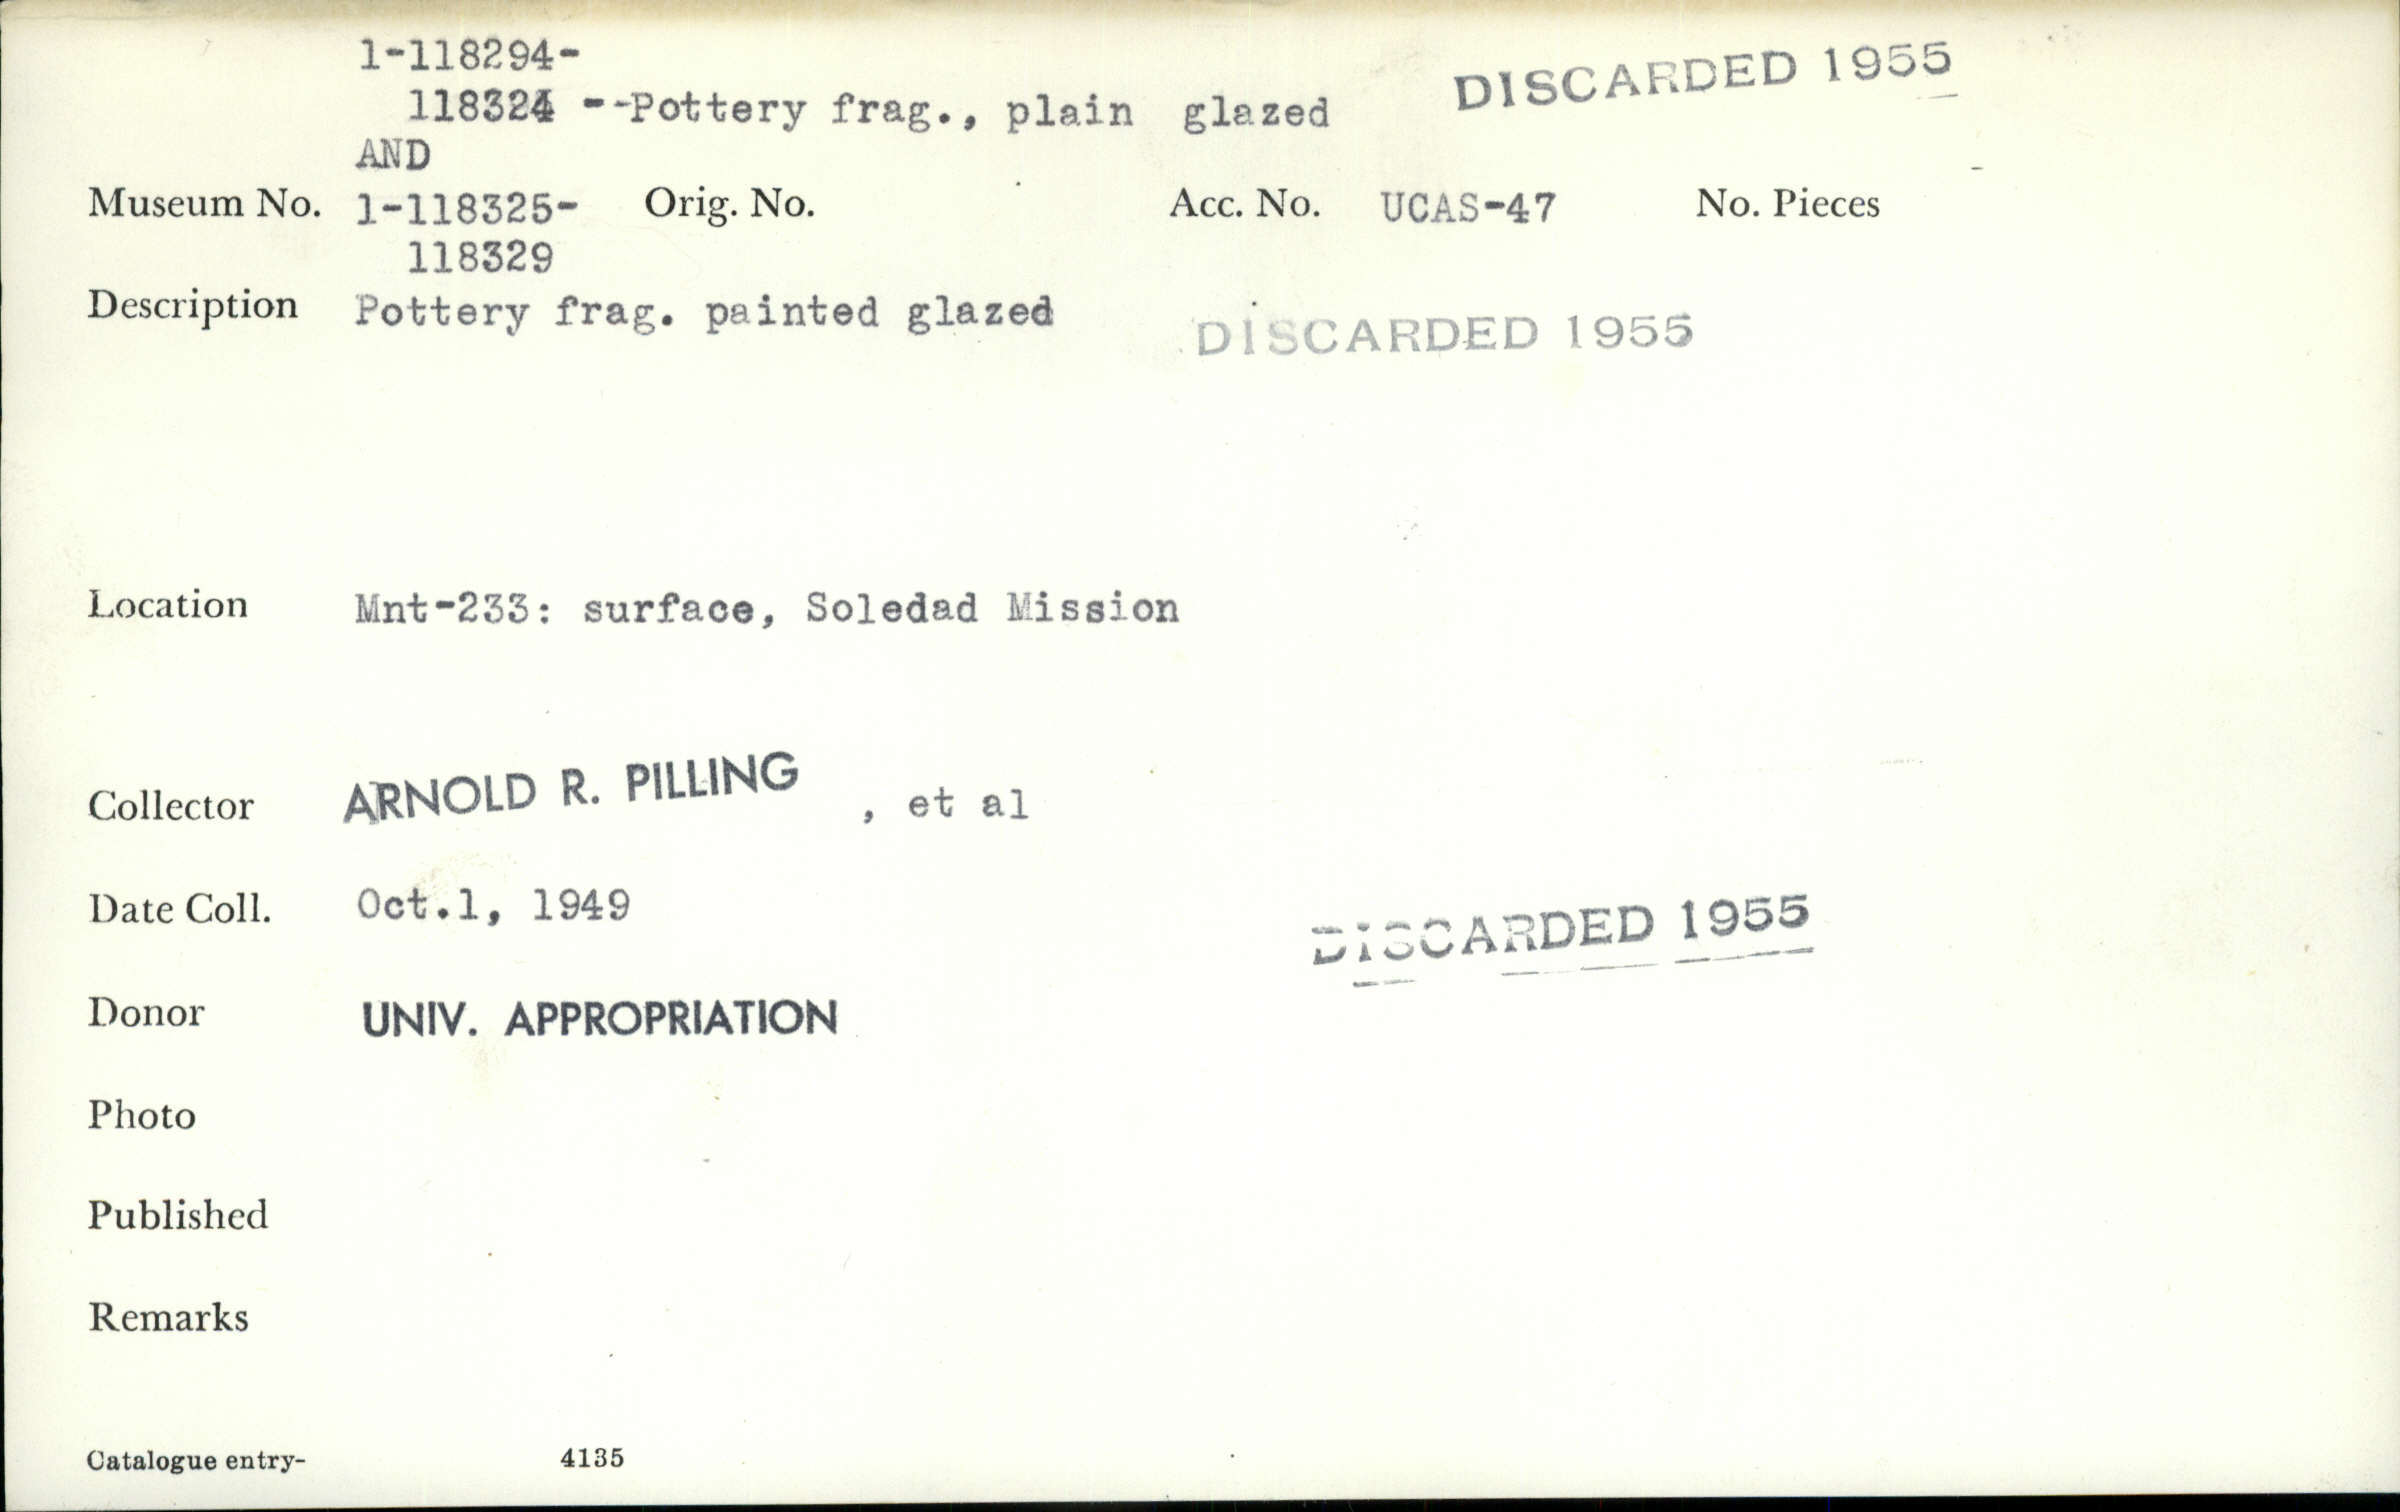 1-118294-
118324 --Pottery frag., plain glazed DISCARDED 1955
AND
Museum No. 1-118325- Orig. No. Acc. No. UCAS-47 No. Pieces
118329
Description Pottery frag. painted glazed DISCARDED 1955
Location Mnt-233: surface, Soledad Mission
Collector ARNOLD R. PILLING , et al
Date Coll. Oct.1, 1949 DISCARDED 1955
Donor UNIV. APPROPRIATION
Photo
Published
Remarks
Catalogue entry- 4135